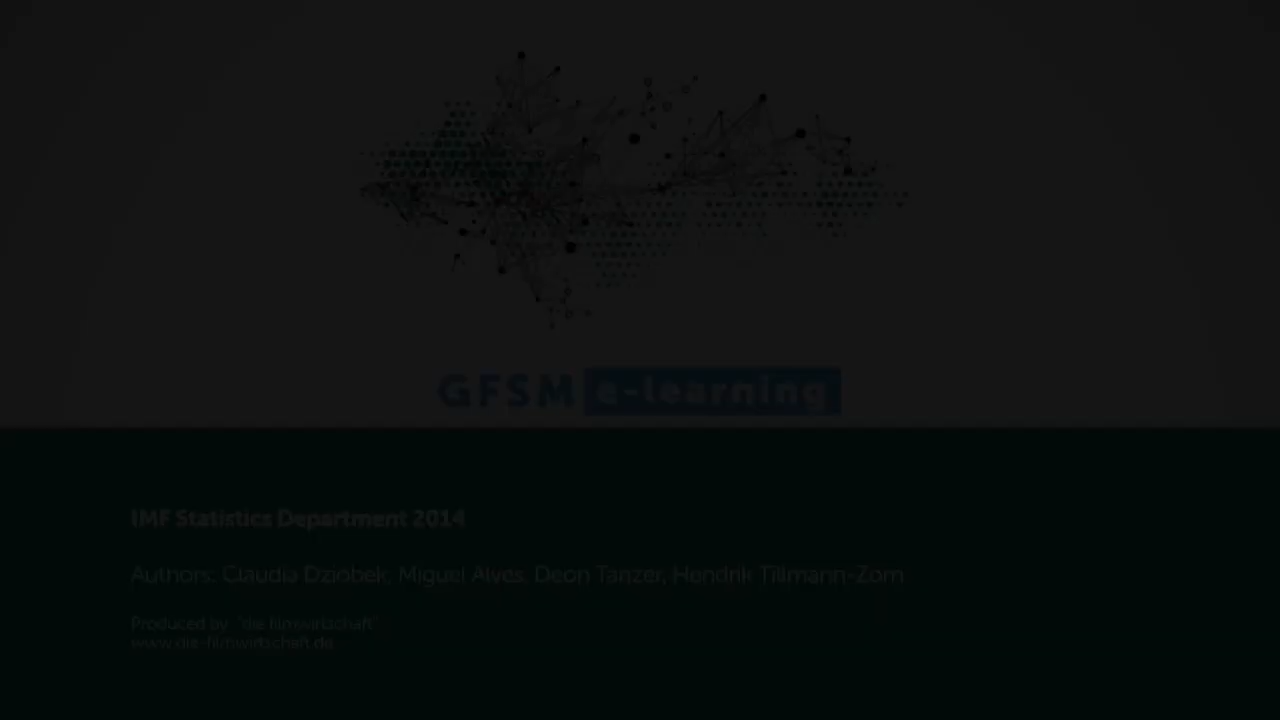 GFSM e-learning
IMF Statistics Department 2014
Authors: Claudia Dziobek, Miguel Alves, Deon Tanzer, Hendrik Tillmann-Zorn
Produced by "die filmwirtschaft"
www.die-filmwirtschaft.de